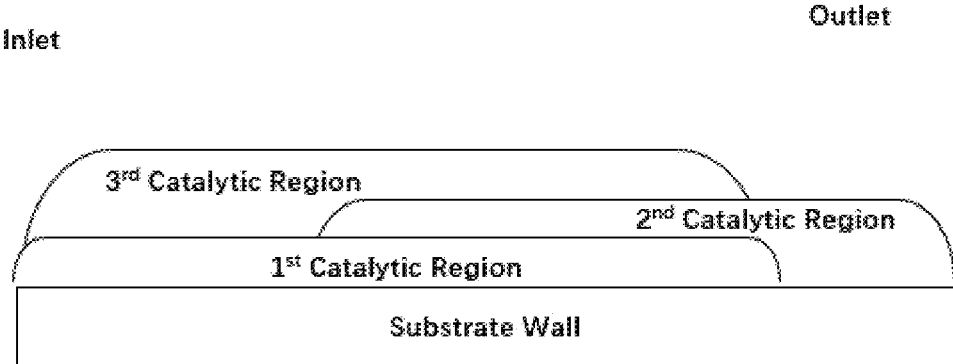 Outlet
Inlet
3rd Catalytic Region
2nd Catalytic Region
1st Catalytic Region
Substrate Wall